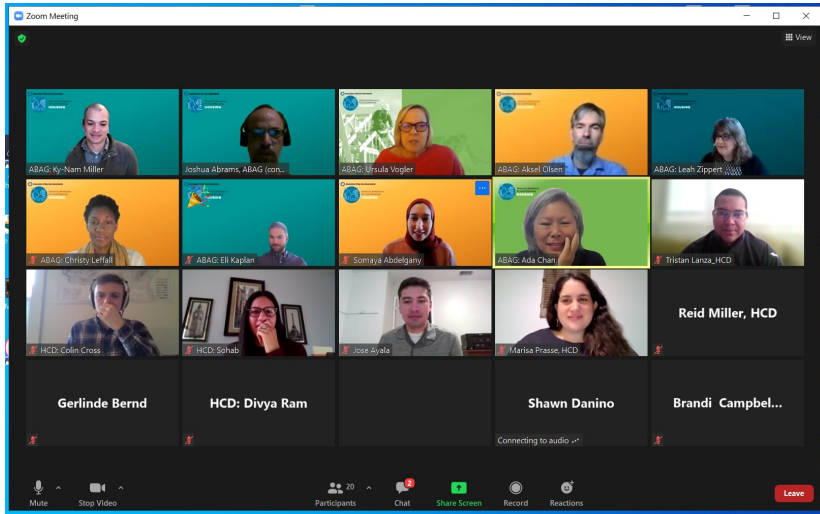 Zoom Meeting
View
ABAG: Ky-Nam Miller
Joshua Abrams, ABAG (con...
ABAG: Ursula Vogler
ABAG: Aksel Olsen
ABAG: Leah Zippert
ABAG: Christy Leffall
ABAG: Eli Kaplan
Somaya Abdelgany
ABAG: Ada Chan
Tristan Lanza_HCD
HCD: Colin Cross
HCD: Sohab
Jose Ayala
Marisa Prasse, HCD
Reid Miller, HCD
Gerlinde Bernd
HCD: Divya Ram
Shawn Danino
Connecting to audio
Brandi Campbel...
Mute
Stop Video
20
Participants
2
Chat
Share Screen
Record
Reactions
Leave